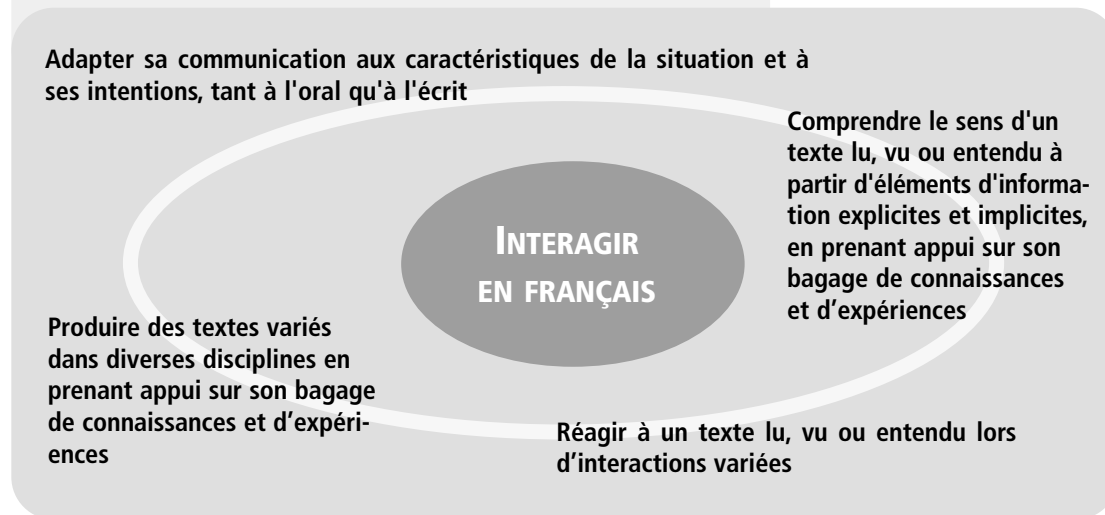 Adapter sa communication aux caractéristiques de la situation et à
ses intentions, tant à l'oral qu'à l'écrit
Comprendre le sens d'un
texte lu, vu ou entendu à
partir d'éléments d'informa-
tion explicites et implicites,
en prenant appui sur son
bagage de connaissances
et d’expériences
INTERAGIR
EN FRANÇAIS
Produire des textes variés
dans diverses disciplines en
prenant appui sur son bagage
de connaissances et d’expéri-
ences
Réagir à un texte lu, vu ou entendu lors
d’interactions variées